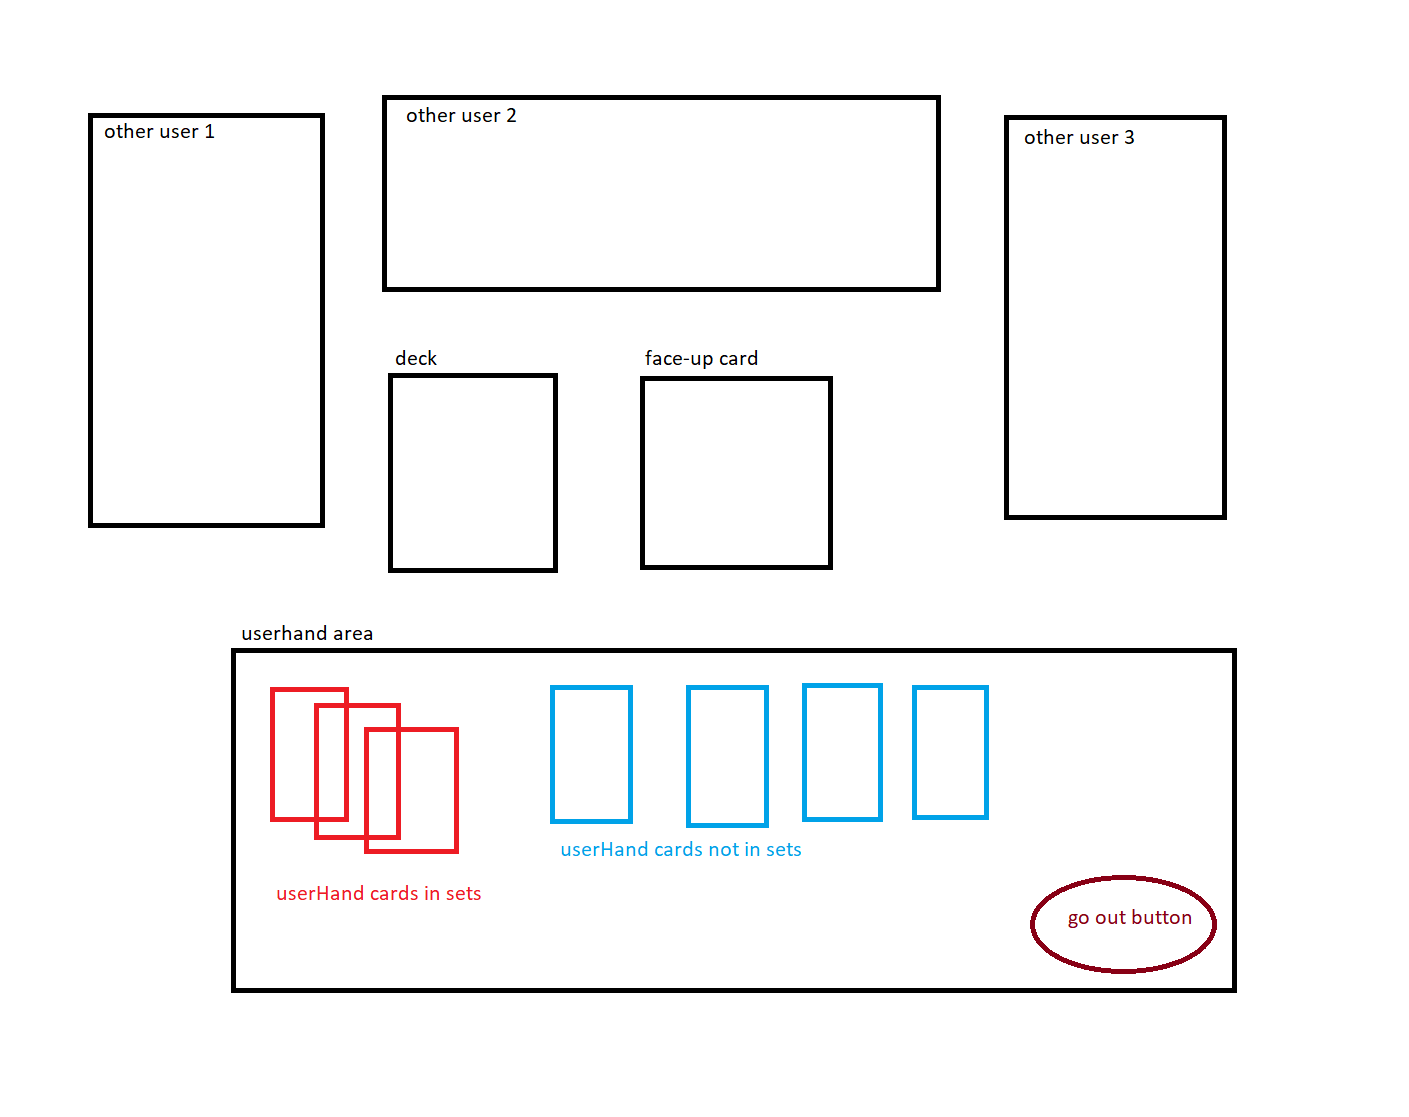 other user 1
other user 2
other user 3
deck
face-up card
userhand area
userHand cards not in sets
userHand cards in sets
go out button